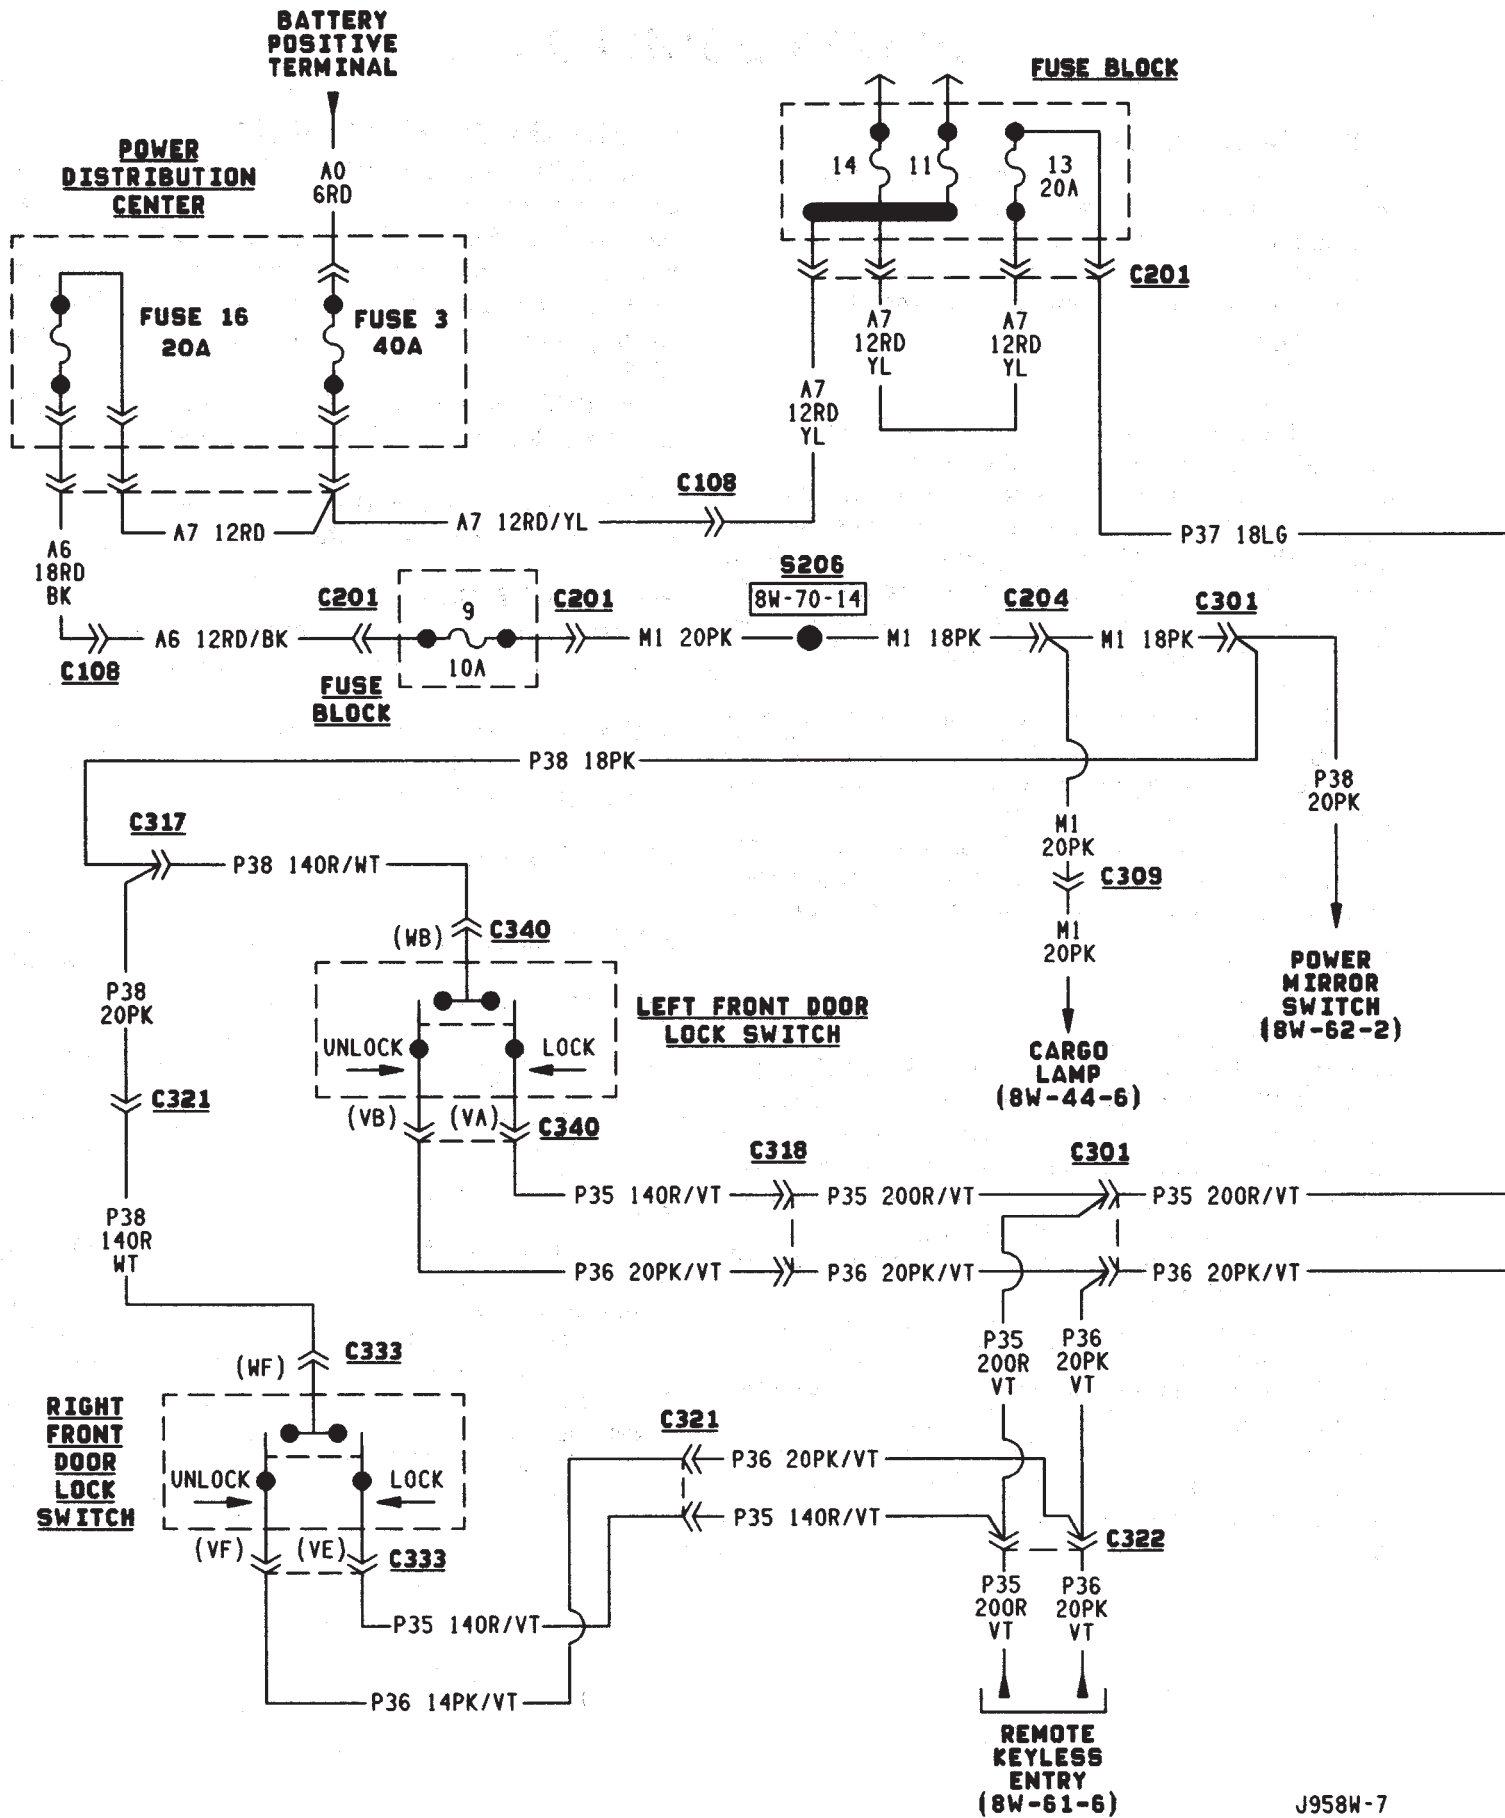 BATTERY
POSITIVE
TERMINAL
FUSE BLOCK
POWER
DISTRIBUTION
CENTER
A0
6RD
14
11
13
20A
C201
FUSE 16
20A
FUSE 3
40A
A7
12RD
YL
A7
12RD
YL
A7
12RD
YL
C108
A7 12RD
A7 12RD/YL
P37 18LG
A6
18RD
BK
C201
9
10A
C201
S206
8W-70-14
C204
C301
A6 12RD/BK
M1 20PK
M1 18PK
M1 18PK
C108
FUSE
BLOCK
P38 18PK
P38
20PK
C317
P38 14OR/WT
M1
20PK
C309
M1
20PK
(WB)
C340
POWER
MIRROR
SWITCH
(8W-62-2)
P38
20PK
LEFT FRONT DOOR
LOCK SWITCH
UNLOCK
LOCK
CARGO
LAMP
(8W-44-6)
C321
(VB)
(VA)
C340
C318
C301
P35 14OR/VT
P35 20OR/VT
P35 20OR/VT
P38
14OR
WT
P36 20PK/VT
P36 20PK/VT
P36 20PK/VT
P35
20OR
VT
P36
20PK
VT
(WF)
C333
RIGHT
FRONT
DOOR
LOCK
SWITCH
UNLOCK
LOCK
C321
P36 20PK/VT
P35 14OR/VT
(VF)
(VE)
C333
C322
P35
20OR
VT
P36
20PK
VT
P35 14OR/VT
P36 14PK/VT
REMOTE
KEYLESS
ENTRY
(8W-61-6)
J958W-7